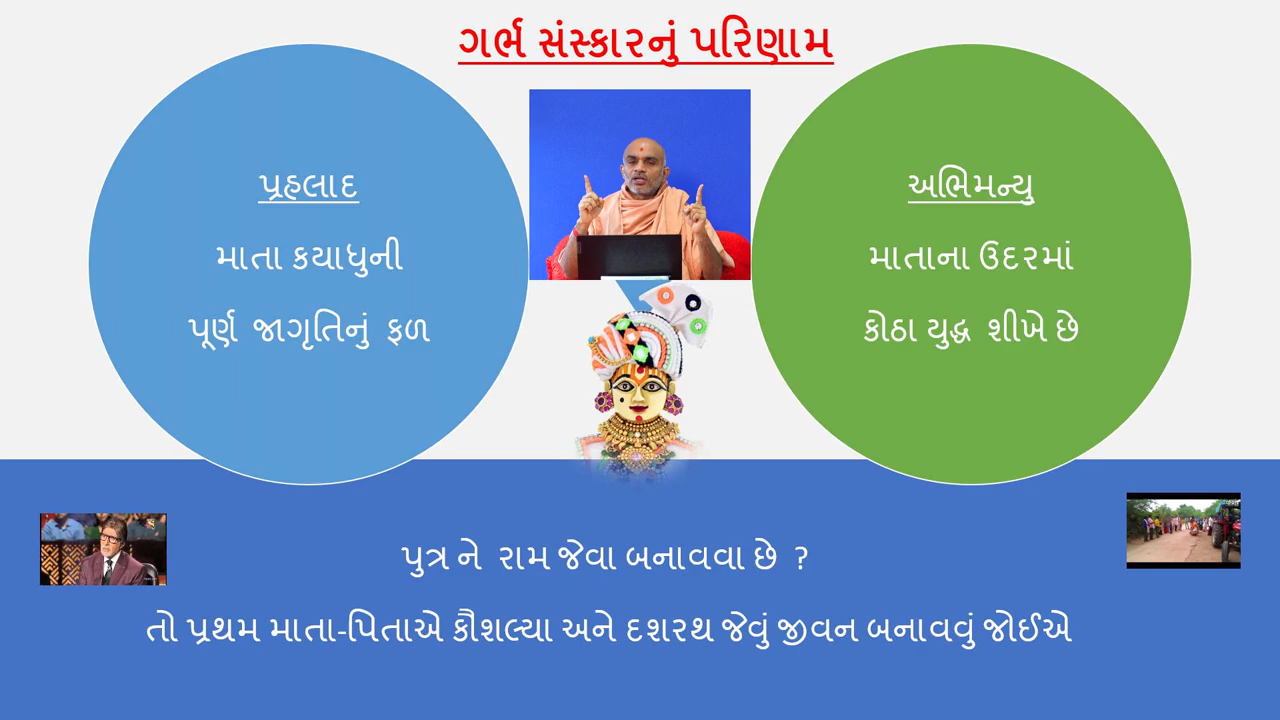 ગર્ભ સંસ્કારનું પરિણામ
પ્રહલાદ
માતા કયાધુની
પૂર્ણ જાગૃતિનું ફળ
અભિમન્યુ
માતાના ઉદરમાં
કોઠા યુદ્ધ શીખે છે
પુત્ર ને રામ જેવા બનાવવા છે ?
તો પ્રથમ માતા-પિતાએ કૌશલ્યા અને દશરથ જેવું જીવન બનાવવું જોઈએ